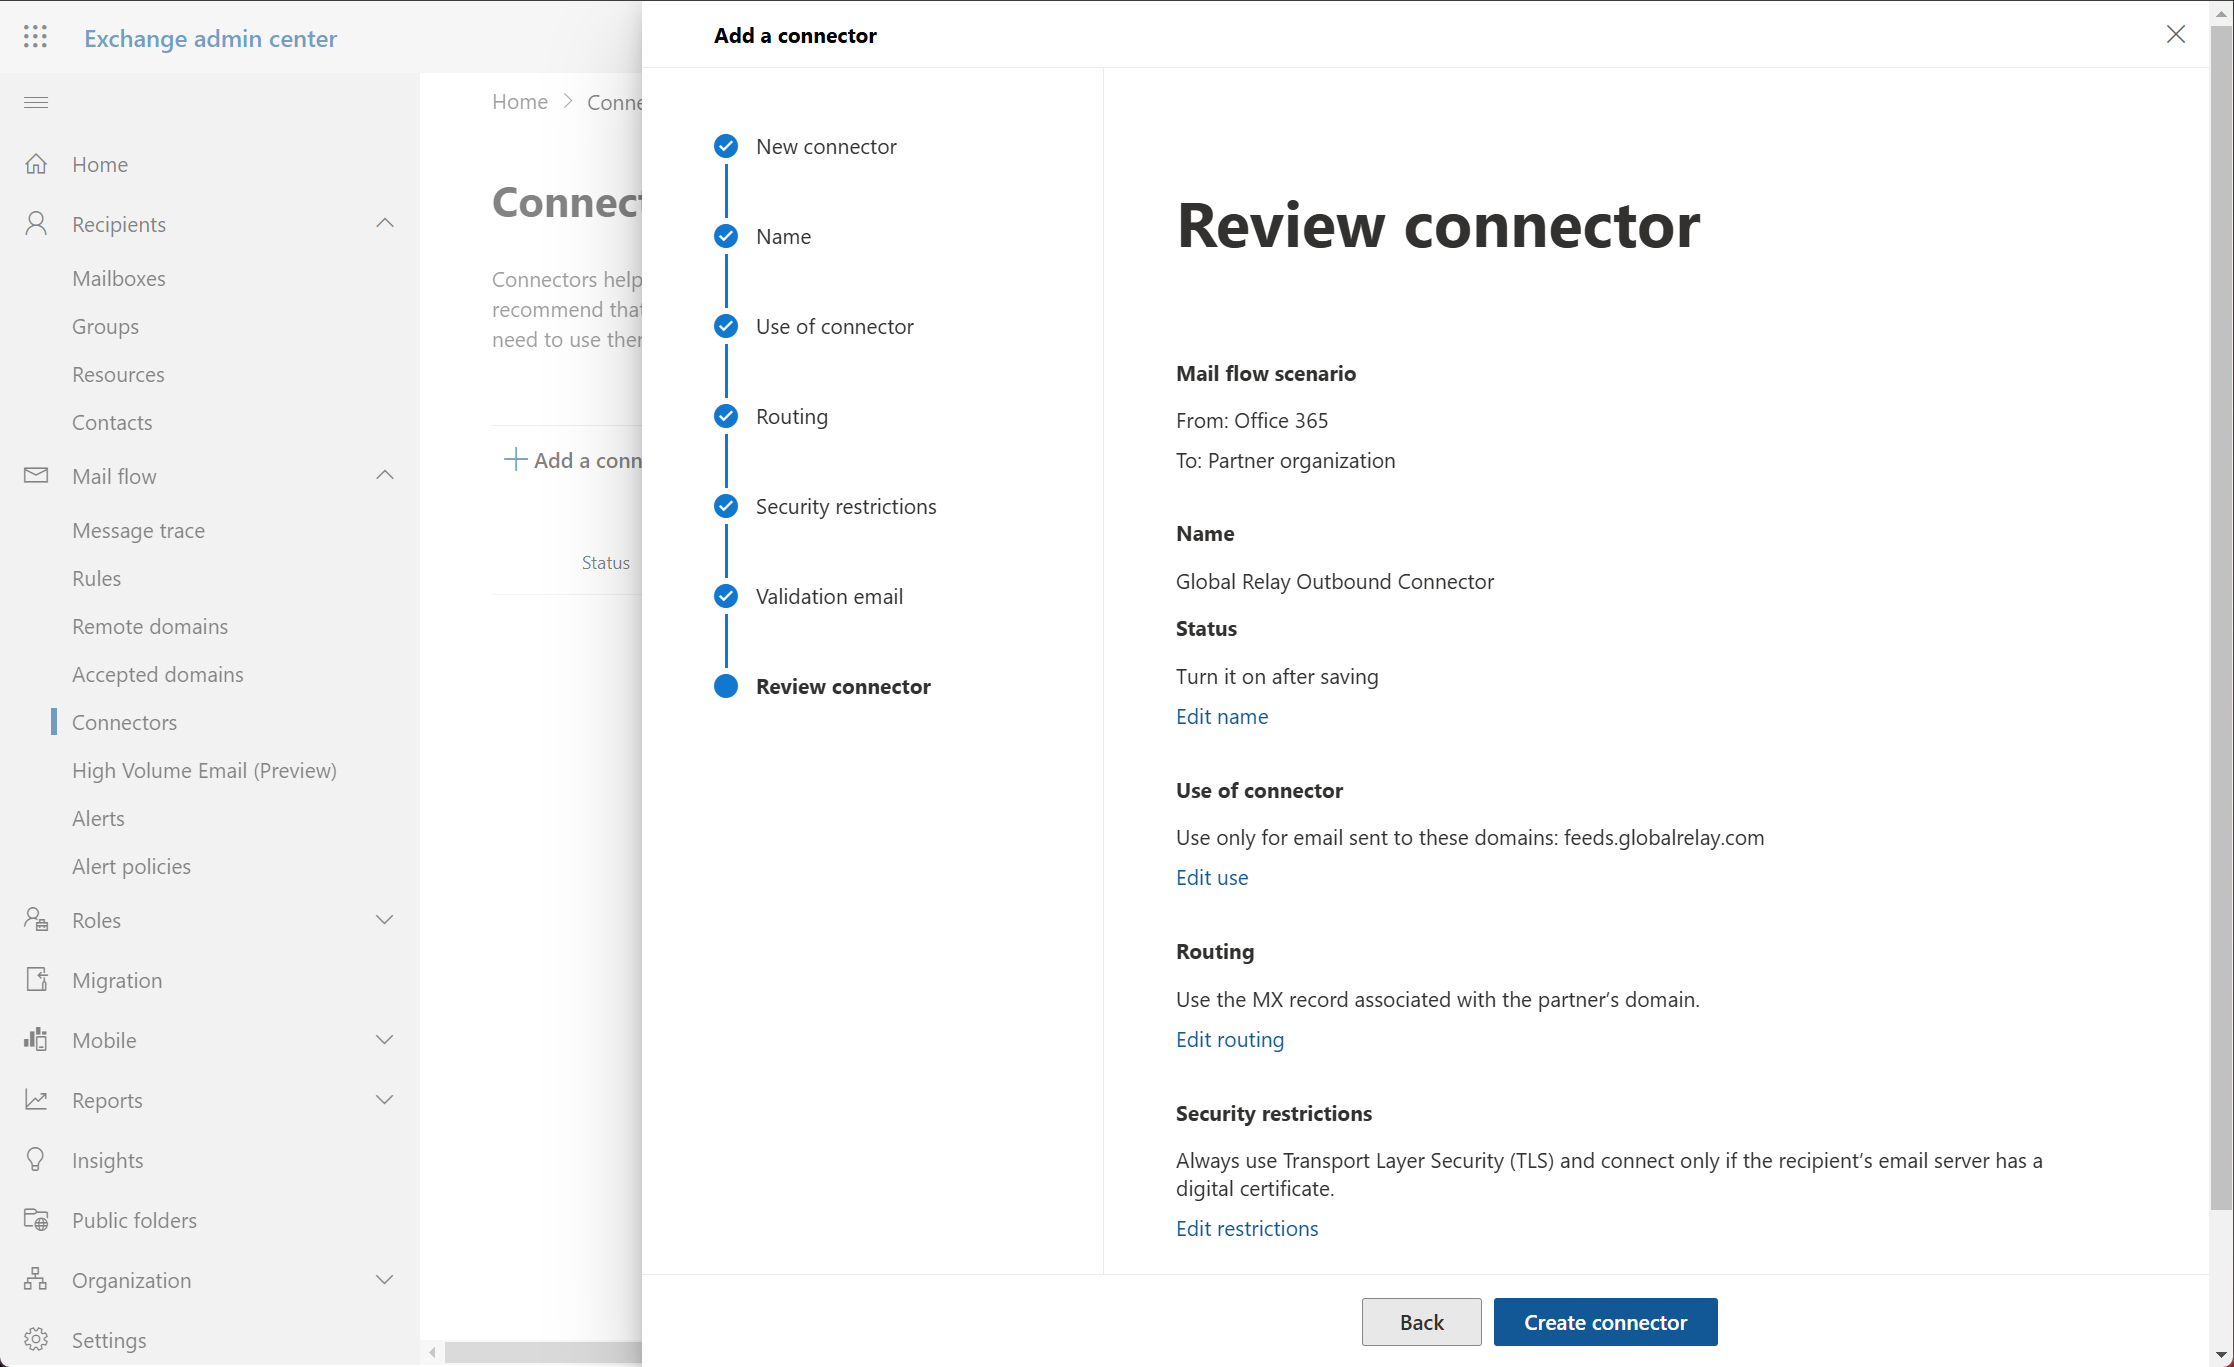 Exchange admin center
Home
Recipients
Mailboxes
Groups
Resources
Contacts
Mail flow
Message trace
Rules
Remote domains
Accepted domains
Connectors
High Volume Email (Preview)
Alerts
Alert policies
Roles
Migration
Mobile
Reports
Insights
Public folders
Organization
Settings
Home > Conne
Connect
Connectors help
recommend that
need to use ther
Add a conn
Status
Add a connector
New connector
Name
Use of connector
Routing
Security restrictions
Validation email
Review connector
Review connector
Mail flow scenario
From: Office 365
To: Partner organization
Name
Global Relay Outbound Connector
Status
Turn it on after saving
Edit name
Use of connector
Use only for email sent to these domains: feeds.globalrelay.com
Edit use
Routing
Use the MX record associated with the partner’s domain.
Edit routing
Security restrictions
Always use Transport Layer Security (TLS) and connect only if the recipient’s email server has a
digital certificate.
Edit restrictions
Back
Create connector